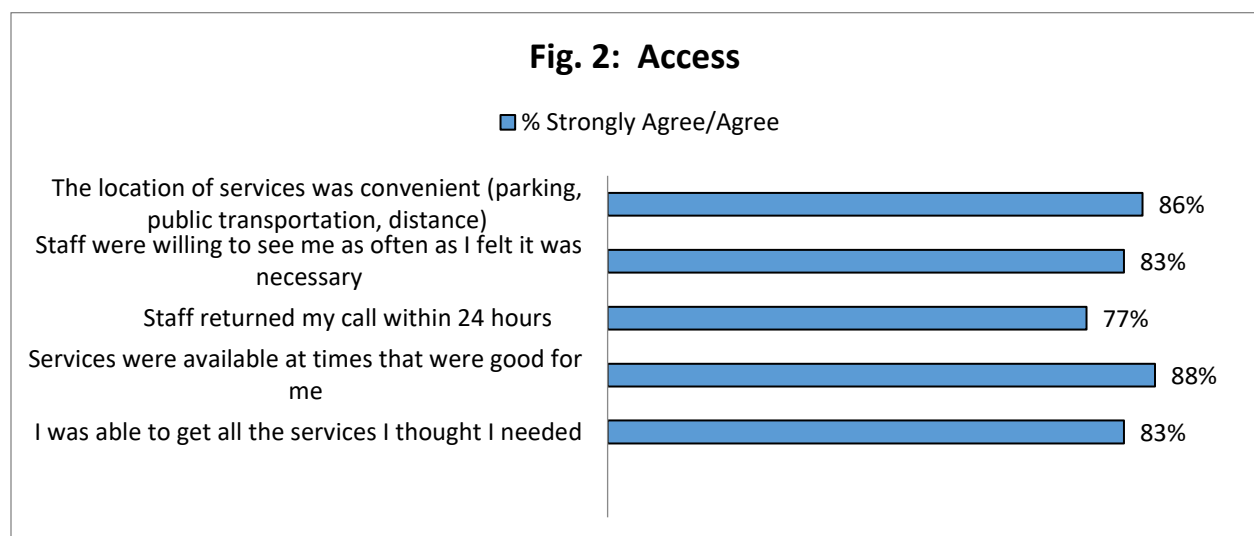 Fig. 2: Access
% Strongly Agree/Agree
The location of services was convenient (parking,
public transportation, distance)
86%
Staff were willing to see me as often as I felt it was
necessary
83%
Staff returned my call within 24 hours
77%
Services were available at times that were good for
me
88%
I was able to get all the services I thought I needed
83%